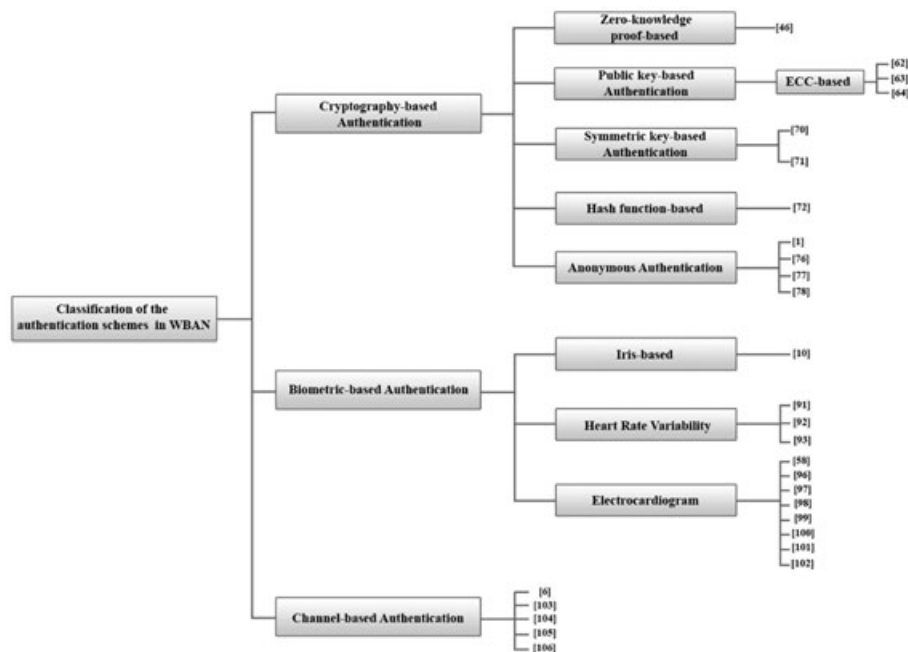 Zero-knowledge
proof-based
[46]
Public key-based
Authentication
ECC-based
[62]
[63]
[64]
Cryptography-based
Authentication
Symmetric key-based
Authentication
[70]
[71]
Hash function-based
[72]
Anonymous Authentication
[1]
[76]
[77]
[78]
Classification of the
authentication schemes in WBAN
Biometric-based Authentication
Iris-based
[10]
Heart Rate Variability
[91]
[92]
[93]
Electrocardiogram
[58]
[96]
[97]
[98]
[99]
[100]
[101]
[102]
Channel-based Authentication
[6]
[103]
[104]
[105]
[106]